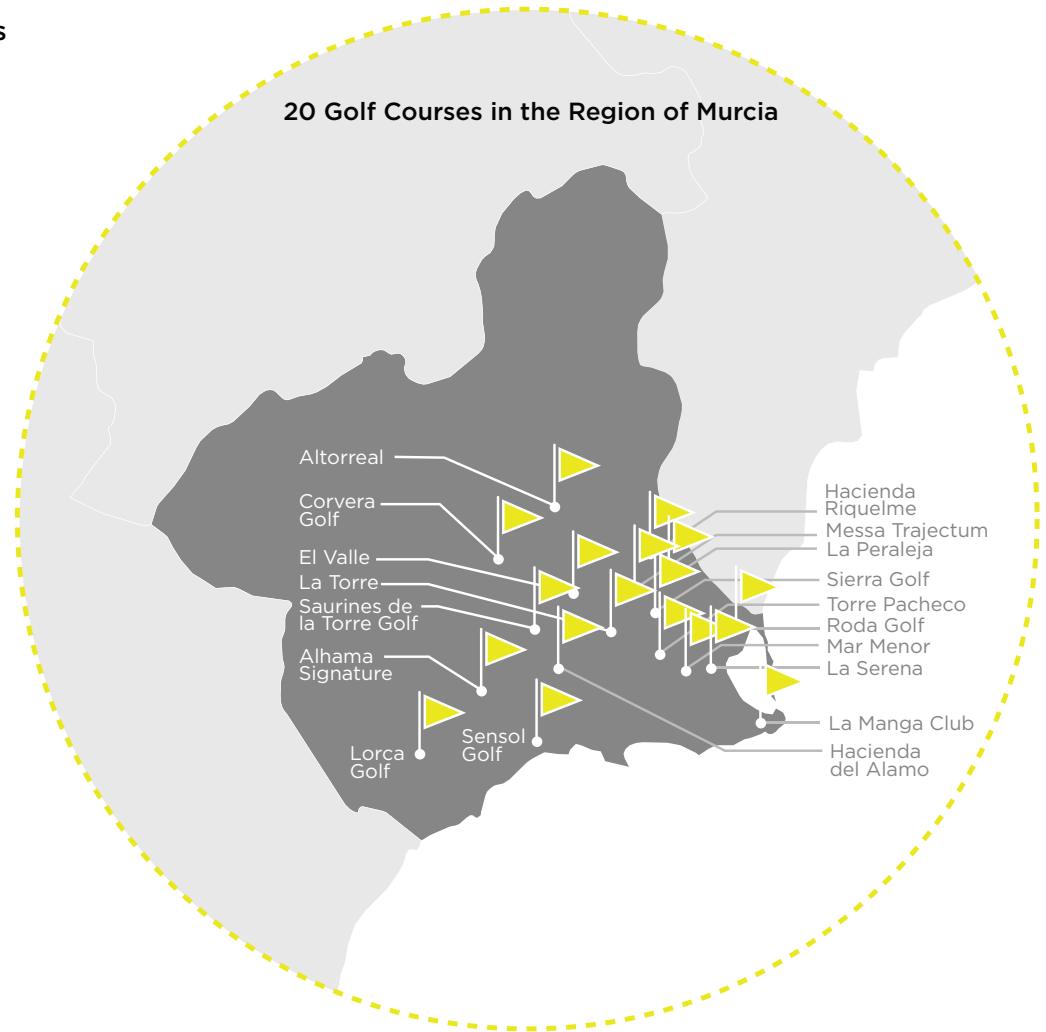 s
20 Golf Courses in the Region of Murcia
Altorreal
Corvera
Golf
El Valle
La Torre
Saurines de
la Torre Golf
Alhama
Signature
Lorca
Golf
Sensol
Golf
Hacienda
Riquelme
Messa Trajectum
La Peraleja
Sierra Golf
Torre Pacheco
Roda Golf
Mar Menor
La Serena
La Manga Club
Hacienda
del Alamo